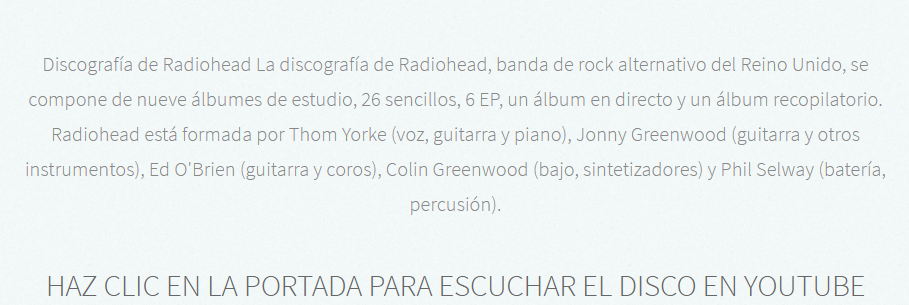 Discografía de Radiohead La discografía de Radiohead, banda de rock alternativo del Reino Unido, se
compone de nueve álbumes de estudio, 26 sencillos, 6 EP, un álbum en directo y un álbum recopilatorio.
Radiohead está formada por Thom Yorke (voz, guitarra y piano), Jonny Greenwood (guitarra y otros
instrumentos), Ed O'Brien (guitarra y coros), Colin Greenwood (bajo, sintetizadores) y Phil Selway (batería,
percusión).
HAZ CLIC EN LA PORTADA PARA ESCUCHAR EL DISCO EN YOUTUBE